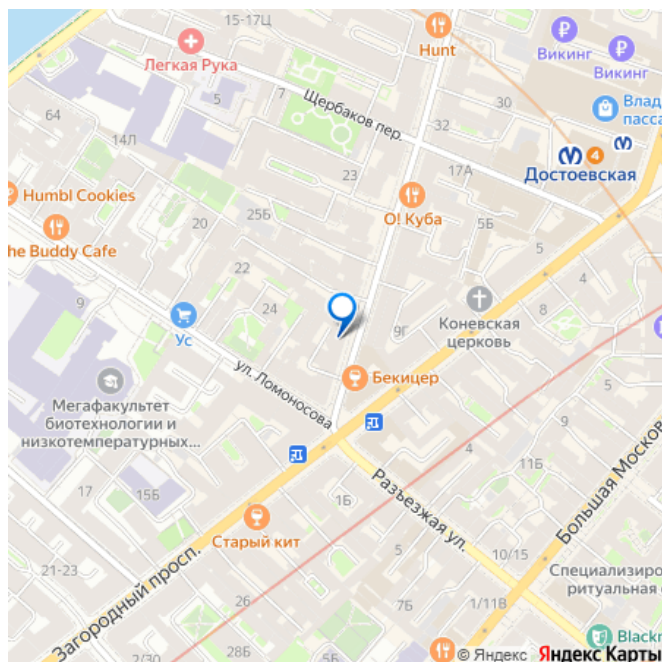 15-17Ц
Hunt
Викинг
Викинг
Легкая Рука
5
Щербаков пер.
30
Влад
пасса
64
14Л
32
17А
4
Достоевская
23
Humbl Cookies
20
25Б
О! Куба
5Б
he Buddy Cafe
22
5
9
24
Коневская
церковь
8
4
Ус
9Г
Бекицер
ул. Ломоносова
Мегафакультет
биотехнологии и
низкотемпературных...
9
4
11Б
17
15Б
1Б
Разъезжая ул.
Большая Москов
Старый кит
5
10/15
21-23
Загородный просп.
Специализиро
ритуальная с
26
7Б
1/11В
28Б
2/30
Blackr
© Яндекс Яндекс Карты